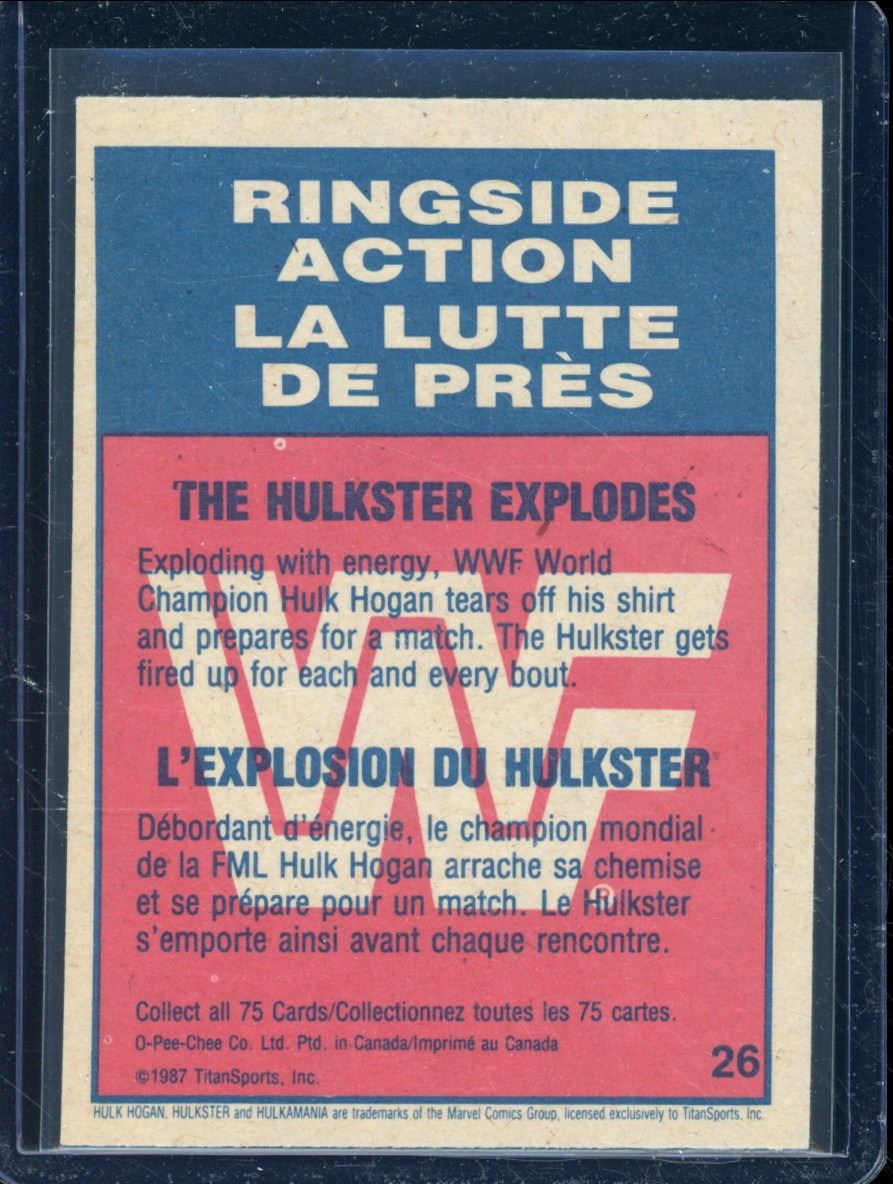 RINGSIDE
ACTION
LA LUTTE
DE PRÈS
THE HULKSTER EXPLODES
Exploding with energy, WWF World
Champion Hulk Hogan tears off his shirt
and prepares for a match. The Hulkster gets
fired up for each and every bout.
L'EXPLOSION DU HULKSTER
Débordant d'énergie, le champion mondial
de la FML Hulk Hogan arrache sa chemise
et se prépare pour un match. Le Hulkster
s'emporte ainsi avant chaque rencontre.
WF
®
Collect all 75 Cards/Collectionnez toutes les 75 cartes.
O-Pee-Chee Co. Ltd. Ptd. in Canada/Imprimé au Canada
©1987 TitanSports, Inc.
26
HULK HOGAN, HULKSTER and HULKAMANIA are trademarks of the Marvel Comics Group, licensed exclusively to TitanSports. Inc.